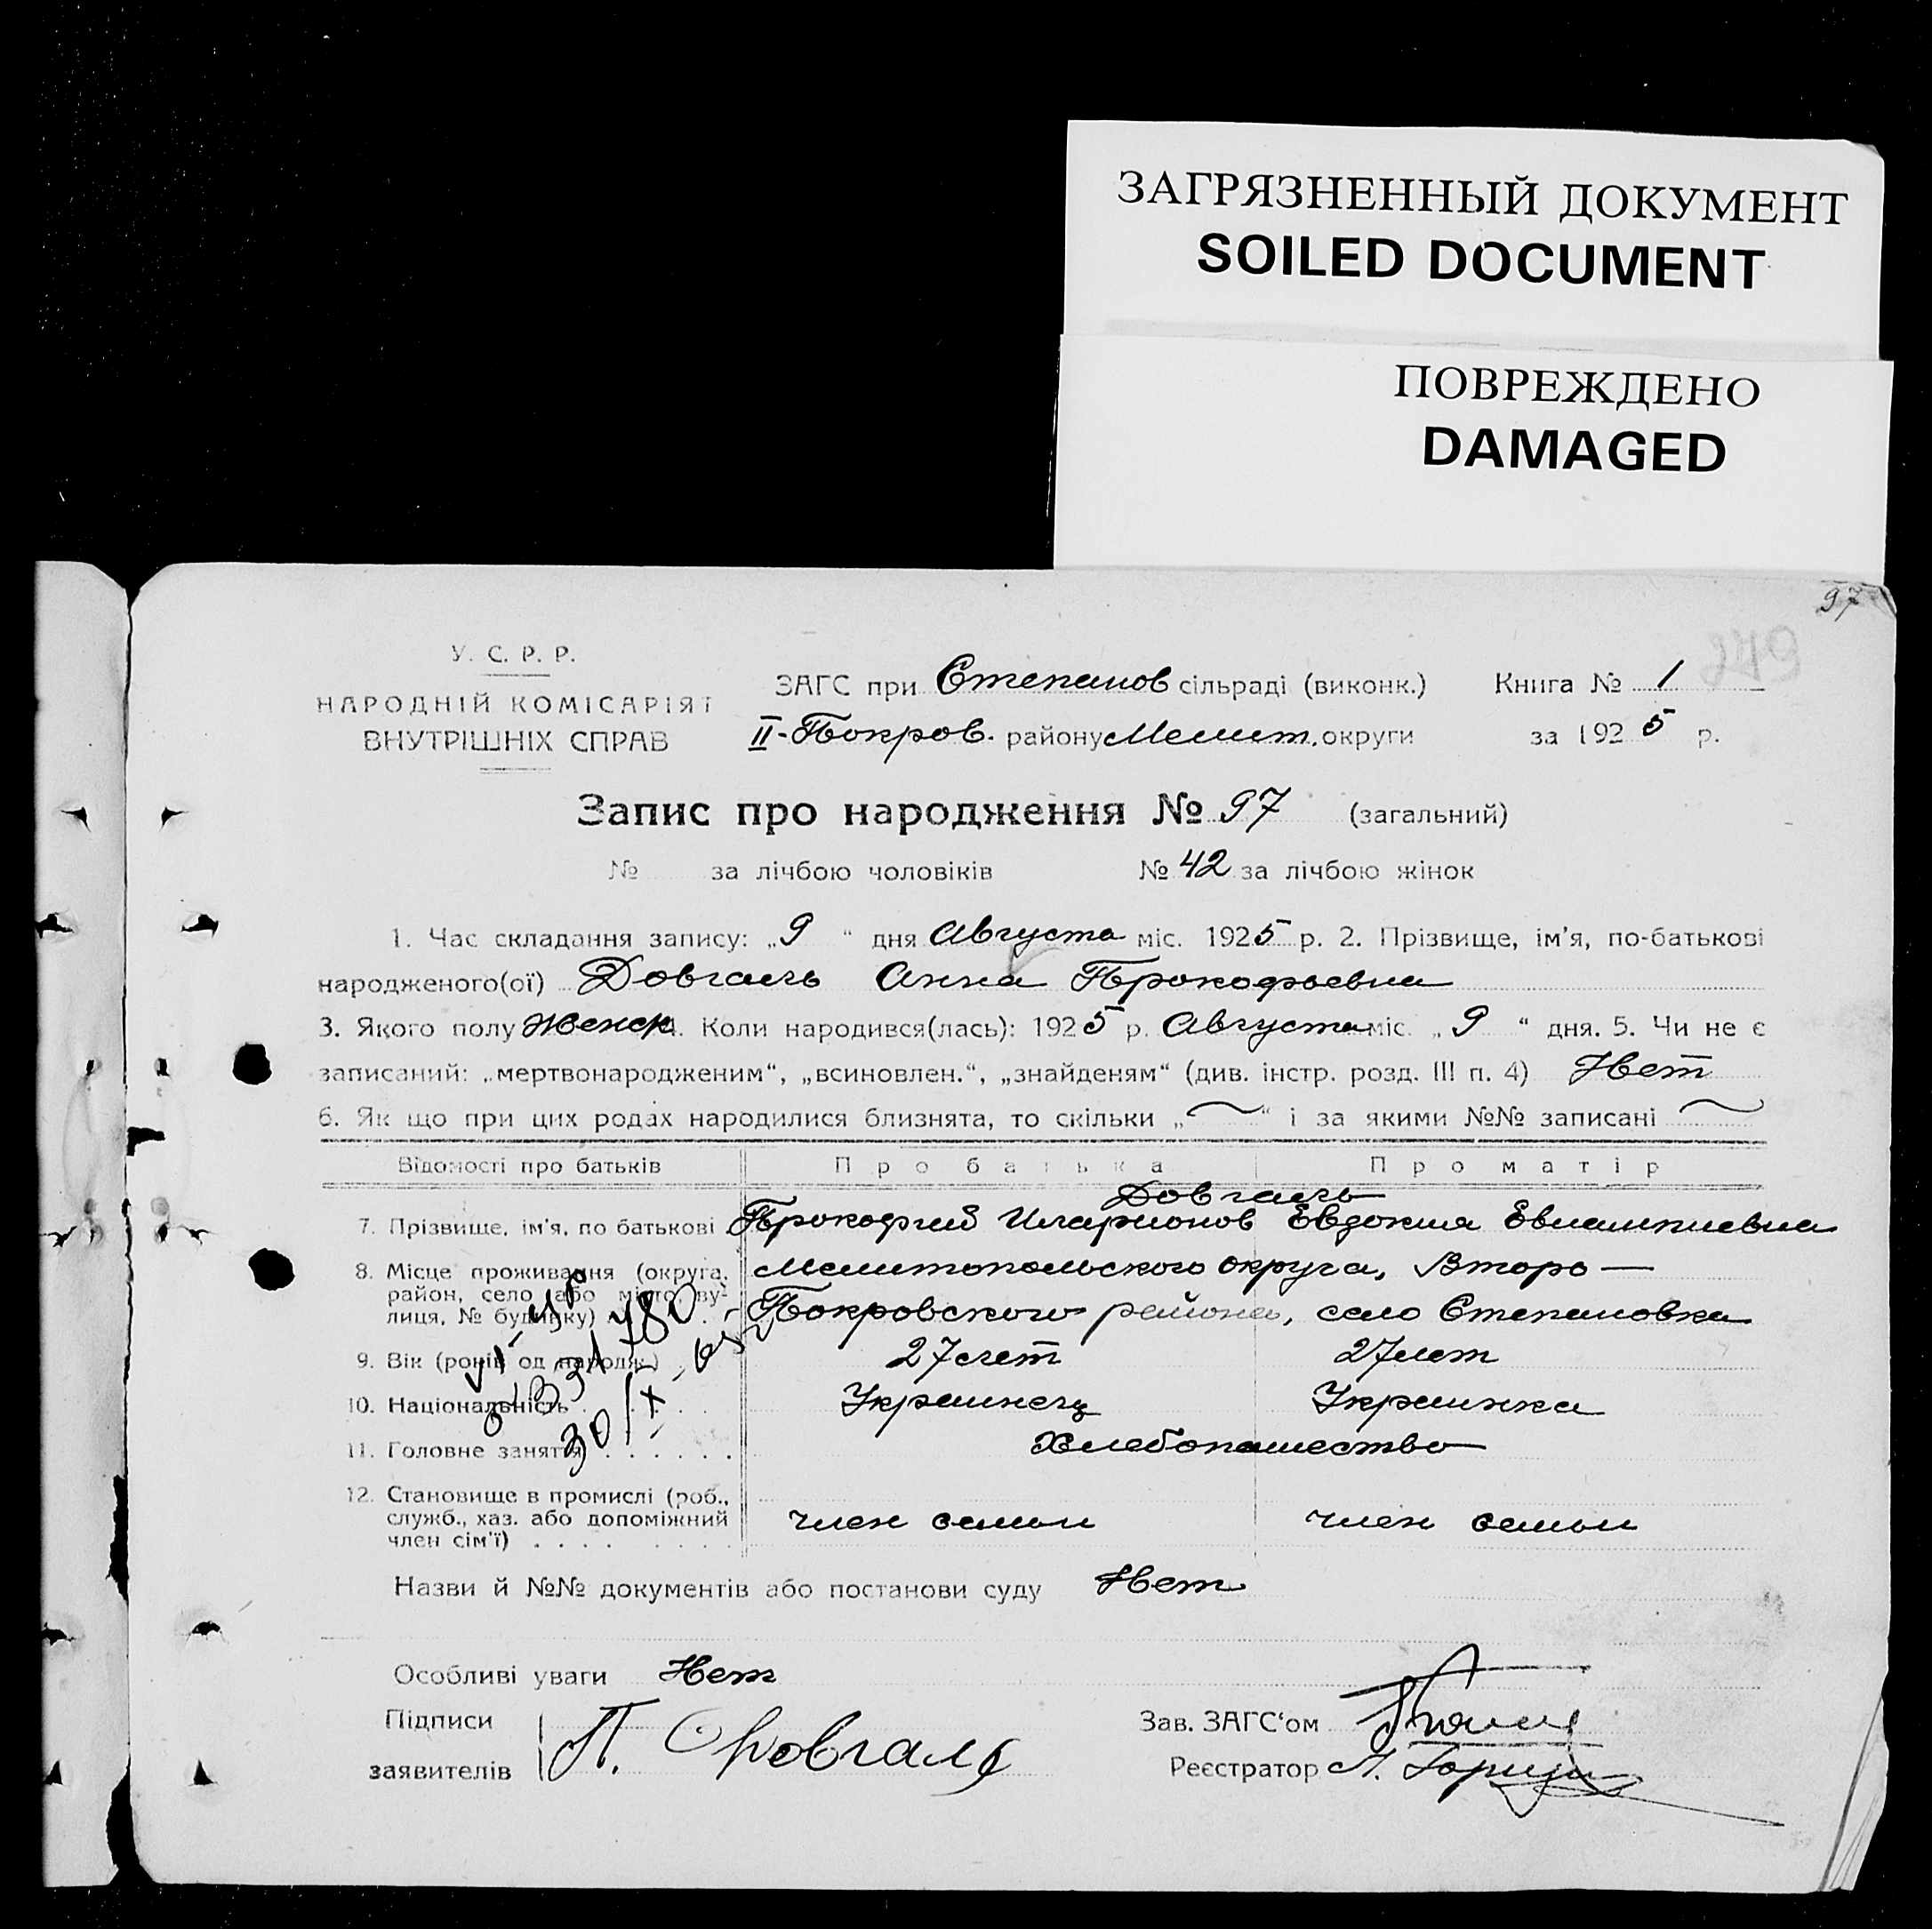 ЗАГРЯЗНЕННЫЙ ДОКУМЕНТ
SOILED DOCUMENT
ПОВРЕЖДЕНО
DAMAGED
97
279
У. С. Р. Р.
НАРОДНІЙ КОМІСАРІЯТ
ВНУТРІШНІХ СПРАВ
ЗАГС при Степанов сільраді (виконк.)
II-Покров. району Мелит. округи
Книга № 1
за 1925 р.
Запис про народження № 97 (загальний)
№ за лічбою чоловіків № 42 за лічбою жінок
1. Час складання запису: „9“ дня Августа міс. 1925 р. 2. Прізвище, ім’я, по-батькові
народженого(ої) Довгаль Анна Прокофьевна
3. Якого полу Женск 4. Коли народився(лась): 1925 р. Августа міс. „9“ дня. 5. Чи не є
записаний: „мертвонародженим“, „всиновлен.“, „знайденям“ (див. інстр. розд. III п. 4) Нет
6. Як що при цих родах народилися близнята, то скільки „~“ і за якими №№ записані ~
Відомості про батьків Про батька Про матір
Довгаль
7. Прізвище, ім’я, по батькові Прокофий Иларионов Евдокия Евлампиевна
8. Місце проживання (округа, район, село або місто, вулиця, № будинку) Мелитопольского округа, Второ—
Покровского района, село Степановка
9. Вік (років од народж.) 27 лет 27 лет
10. Національність Украинец Украинка
11. Головне заняття Хлебопашество
12. Становище в промислі (роб., служб., хаз. або допоміжний член сім’ї) член семьи член семьи
Назви й №№ документів або постанови суду Нет
Особливі уваги Нет
Підписи
заявителів П. Довгаль
Зав. ЗАГС‘ом
Реєстратор